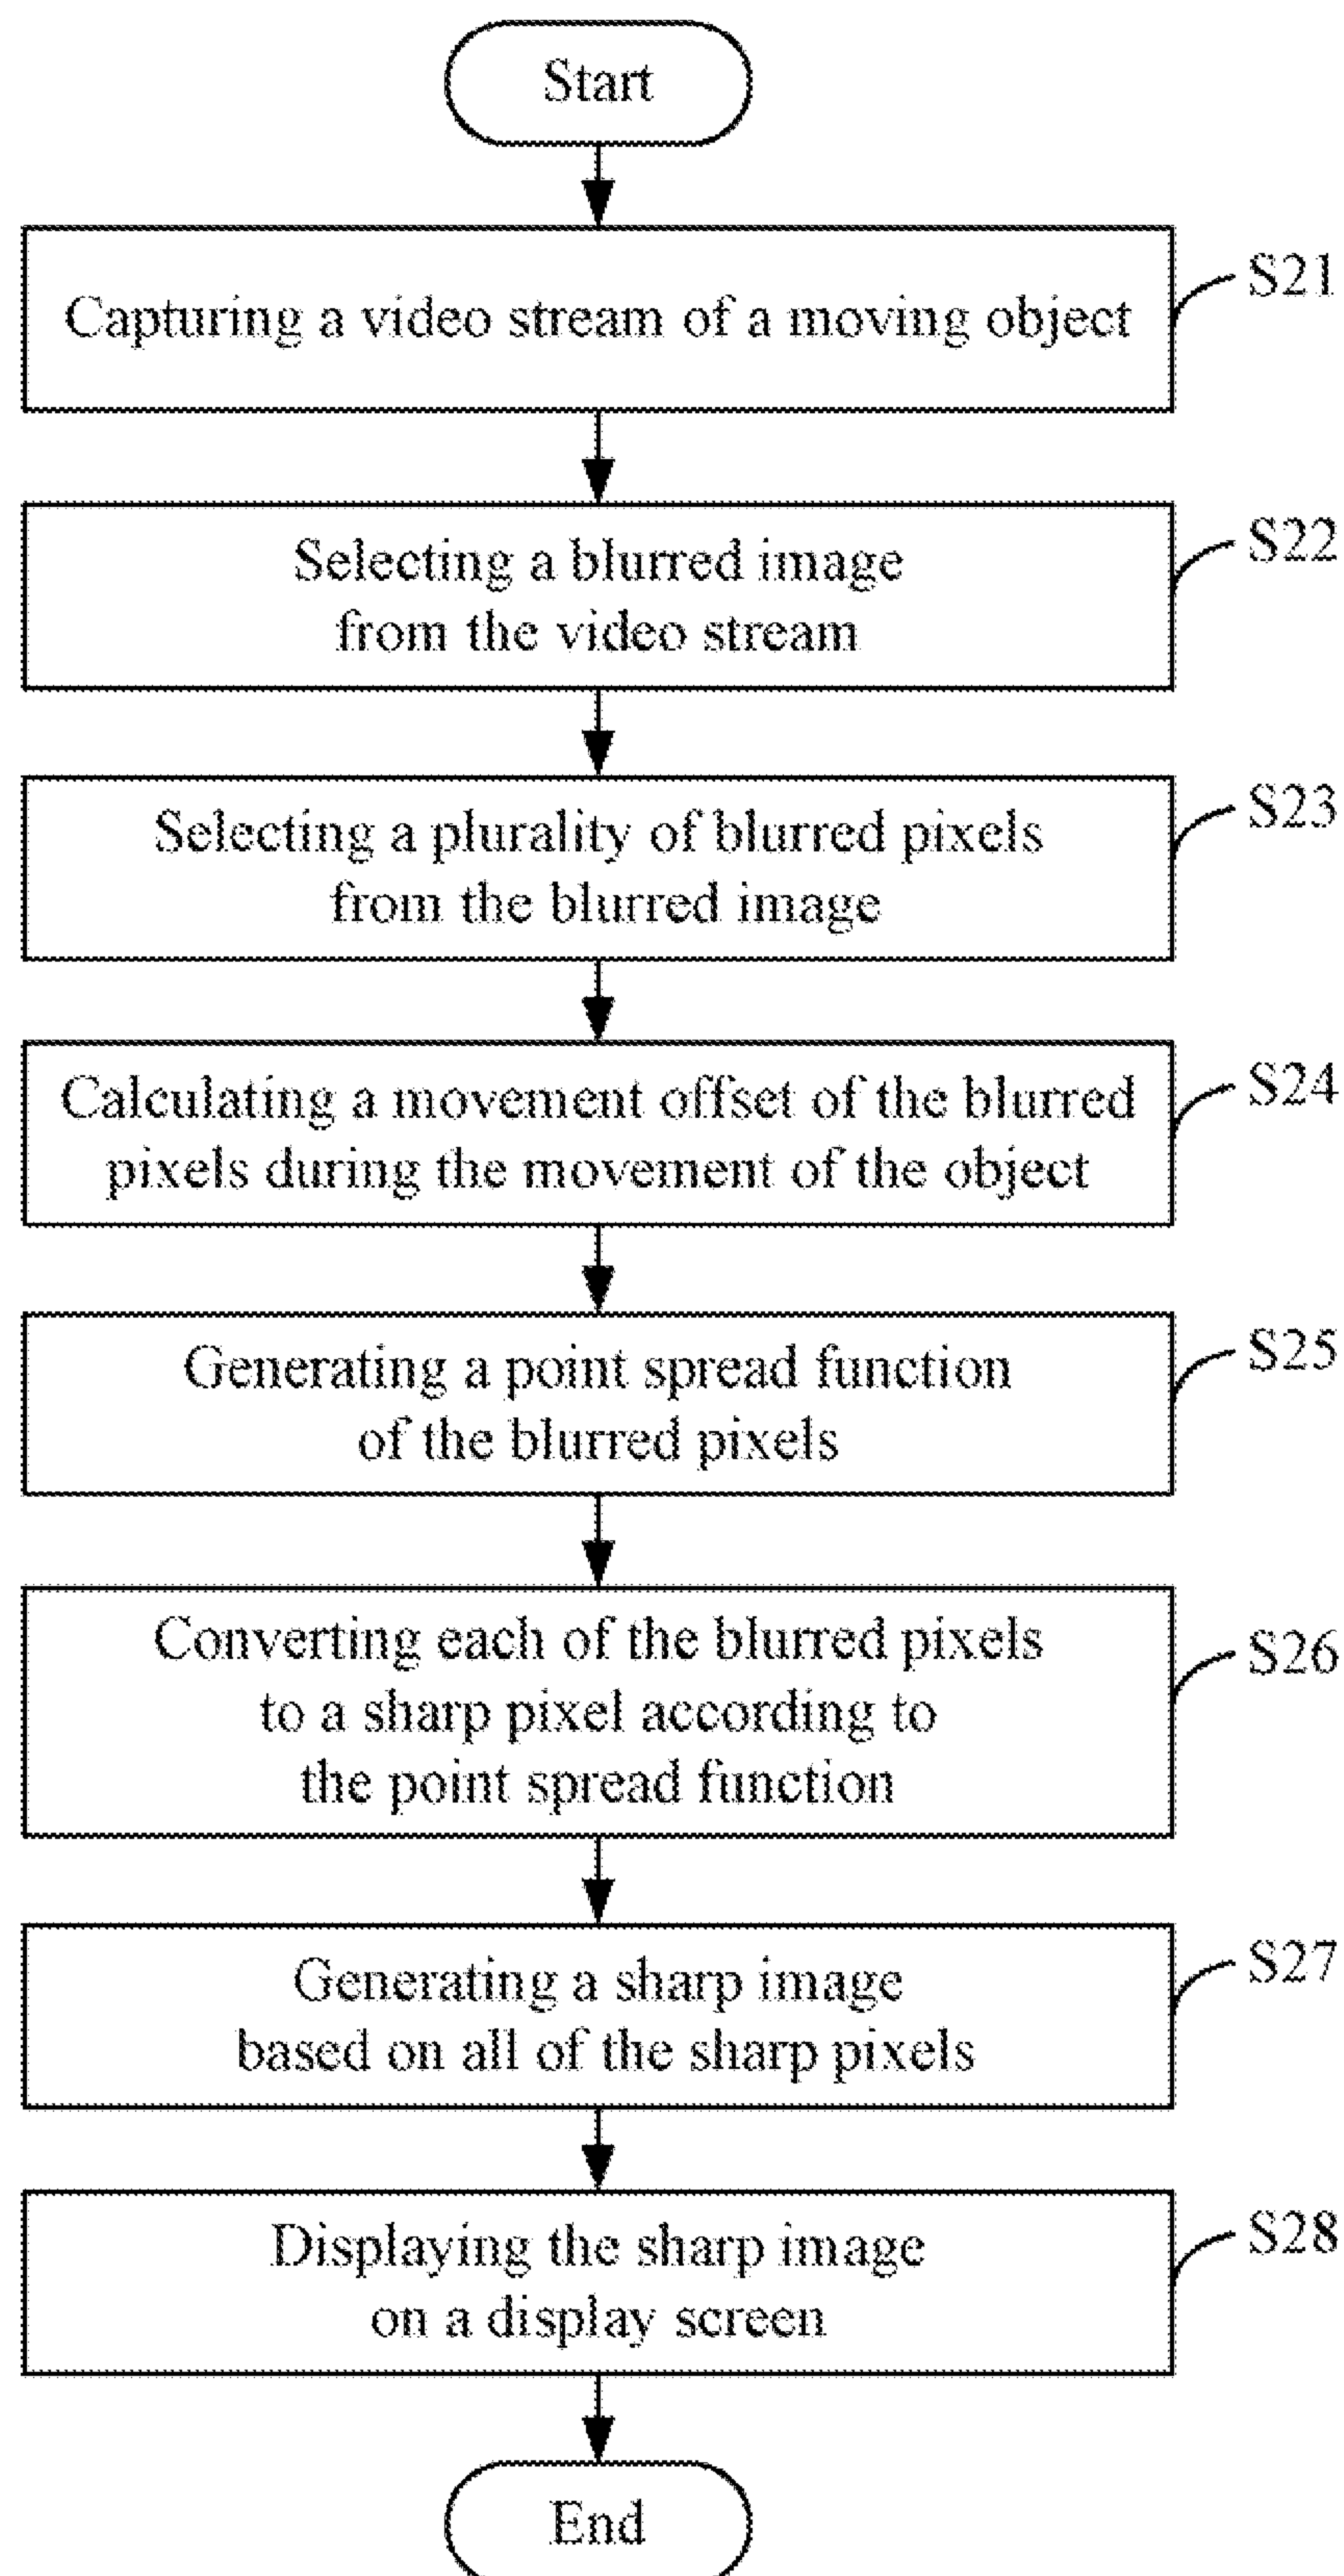 Start
Capturing a video stream of a moving object
S21
Selecting a blurred image
from the video stream
S22
Selecting a plurality of blurred pixels
from the blurred image
S23
Calculating a movement offset of the blurred
pixels during the movement of the object
S24
Generating a point spread function
of the blurred pixels
S25
Converting each of the blurred pixels
to a sharp pixel according to
the point spread function
S26
Generating a sharp image
based on all of the sharp pixels
S27
Displaying the sharp image
on a display screen
S28
End